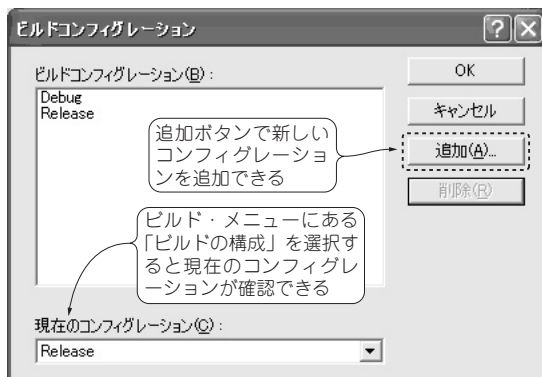 ビルドコンフィグレーション
ビルドコンフィグレーション(B):
Debug
Release
OK
キャンセル
追加(A)...
削除(R)
追加ボタンで新しい
コンフィグレーショ
ンを追加できる
ビルド・メニューにある
「ビルドの構成」を選択す
ると現在のコンフィグレ
ーションが確認できる
現在のコンフィグレーション(C):
Release